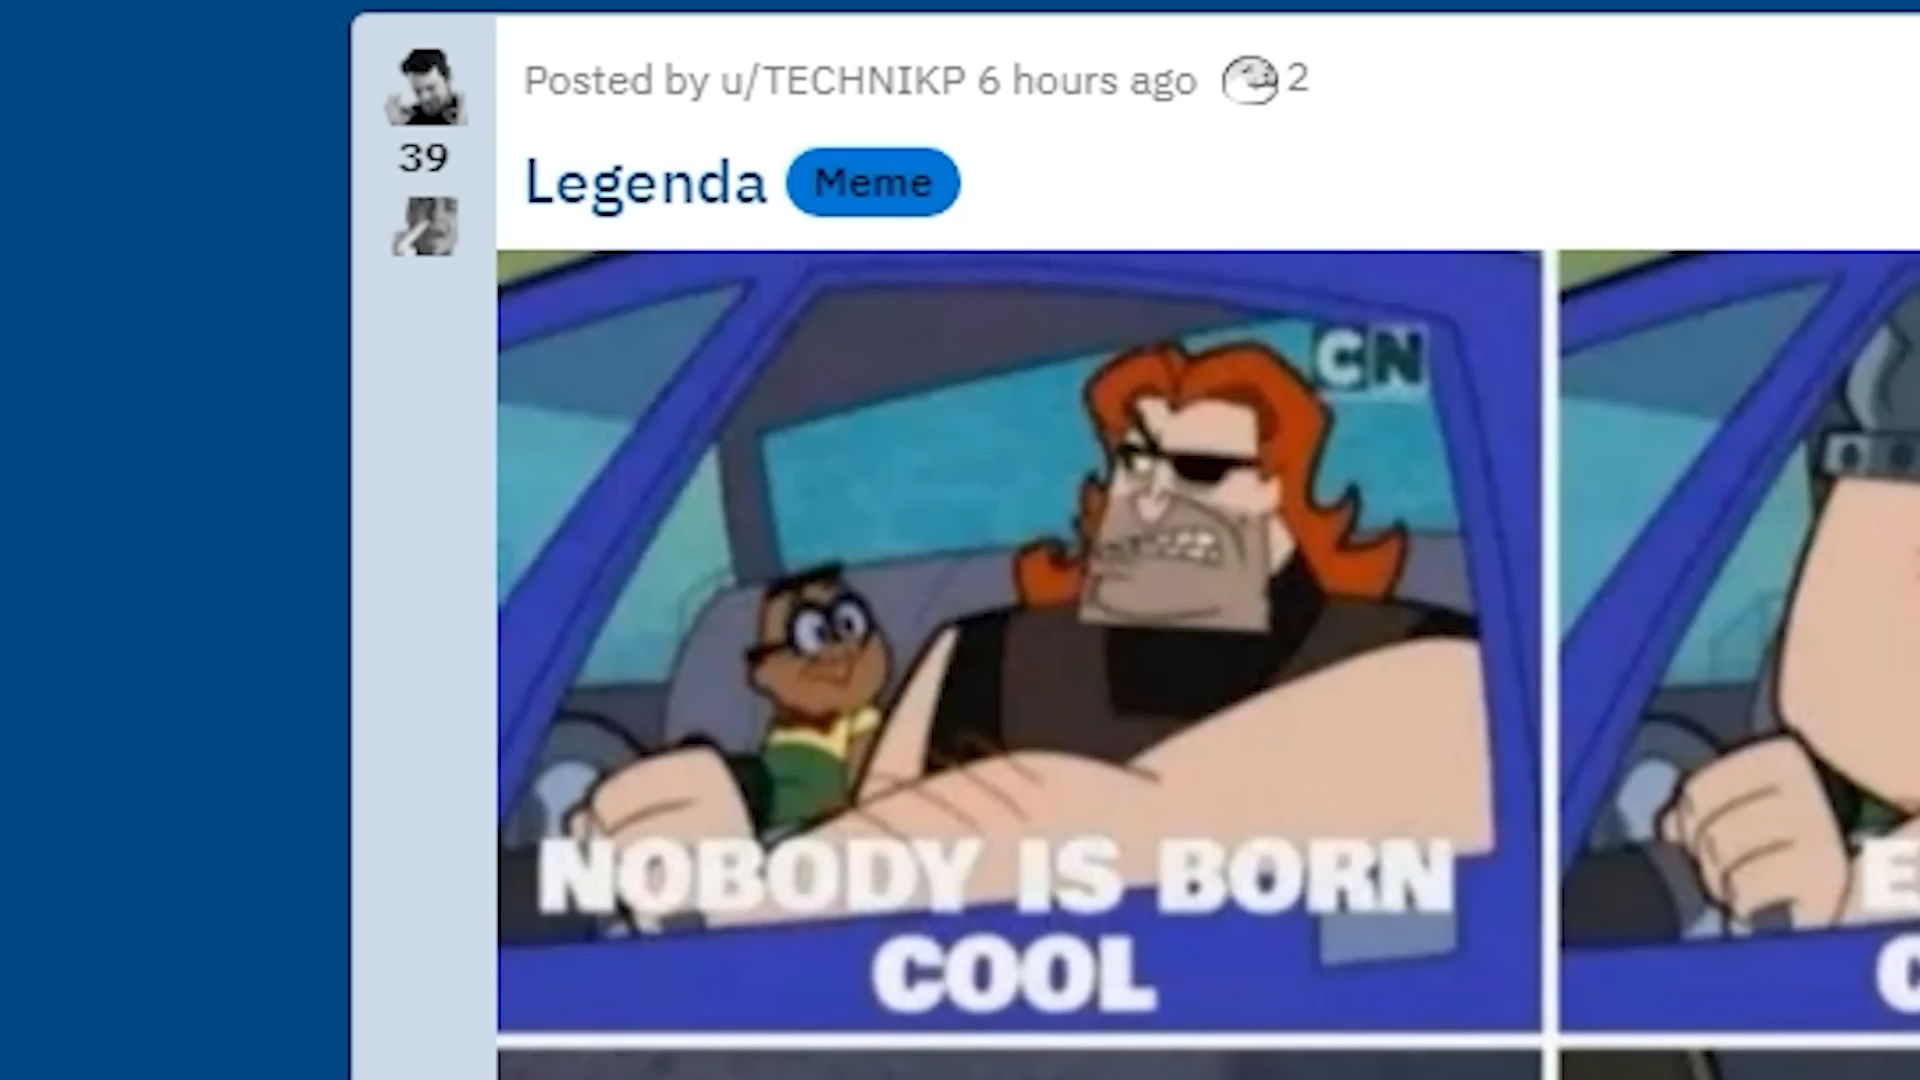 Posted by u/TECHNIKP 6 hours ago 2
39
Legenda Meme
CN
NOBODY IS BORN
COOL